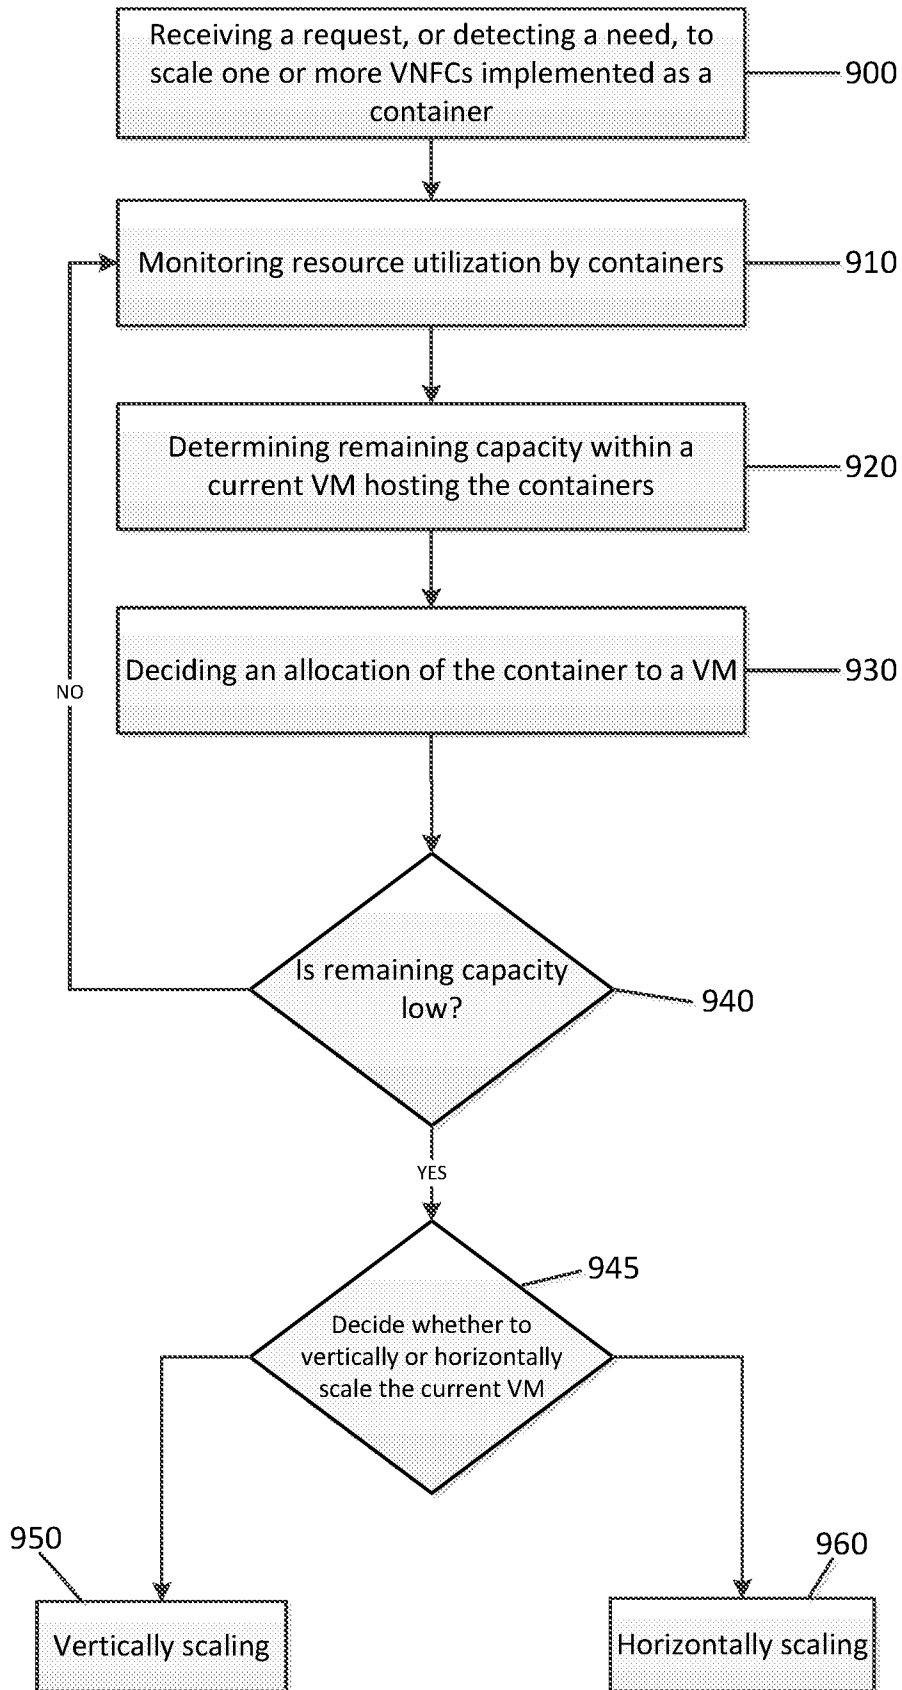 Receiving a request, or detecting a need, to
scale one or more VNFCs implemented as a
container
900
Monitoring resource utilization by containers
910
Determining remaining capacity within a
current VM hosting the containers
920
Deciding an allocation of the container to a VM
930
NO
Is remaining capacity
low?
940
YES
945
Decide whether to
vertically or horizontally
scale the current VM
950
960
Vertically scaling
Horizontally scaling